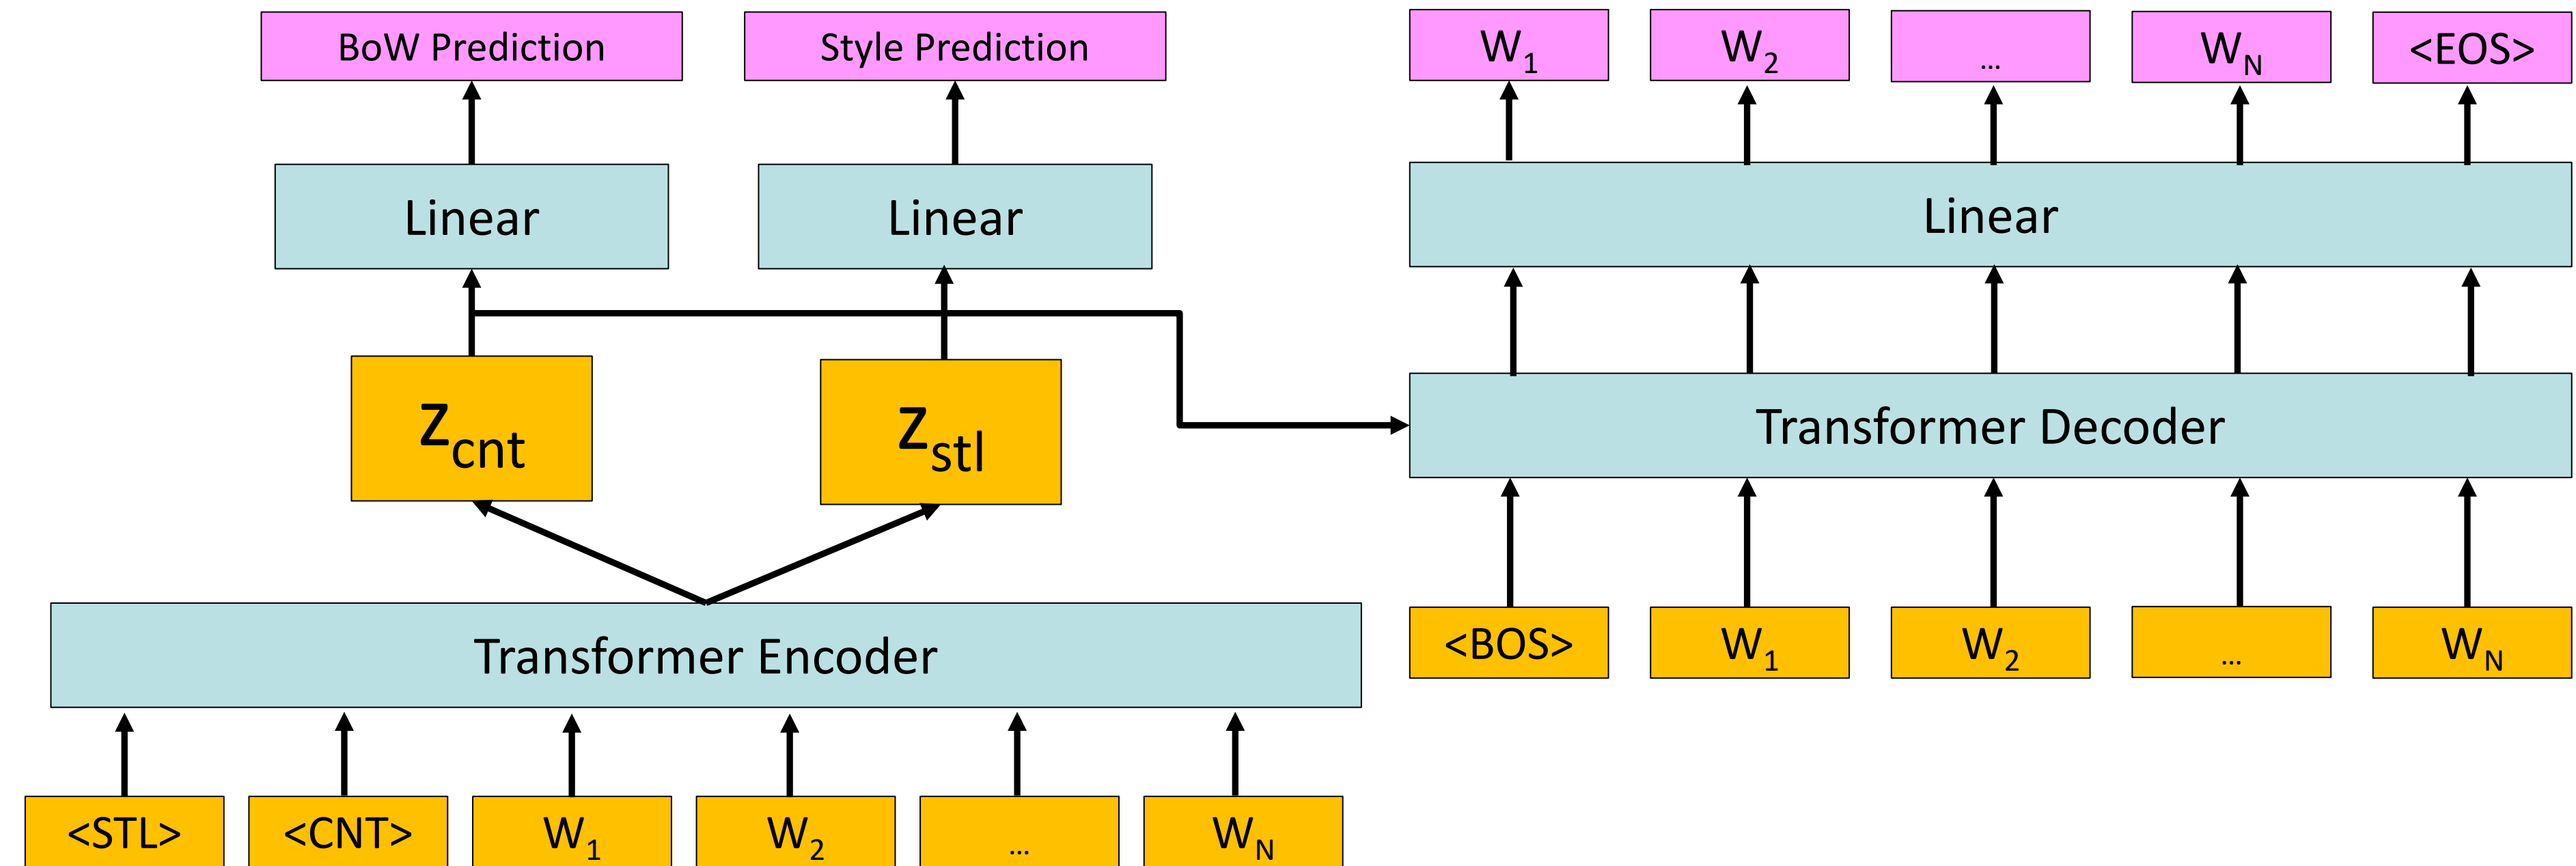 BoW Prediction
Style Prediction
W1
W2
...
WN
<EOS>
Linear
Linear
Linear
zcnt
zstl
Transformer Decoder
<BOS>
W1
W2
...
WN
Transformer Encoder
<STL>
<CNT>
W1
W2
...
WN